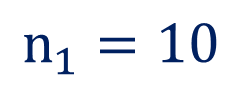 n₁ = 10